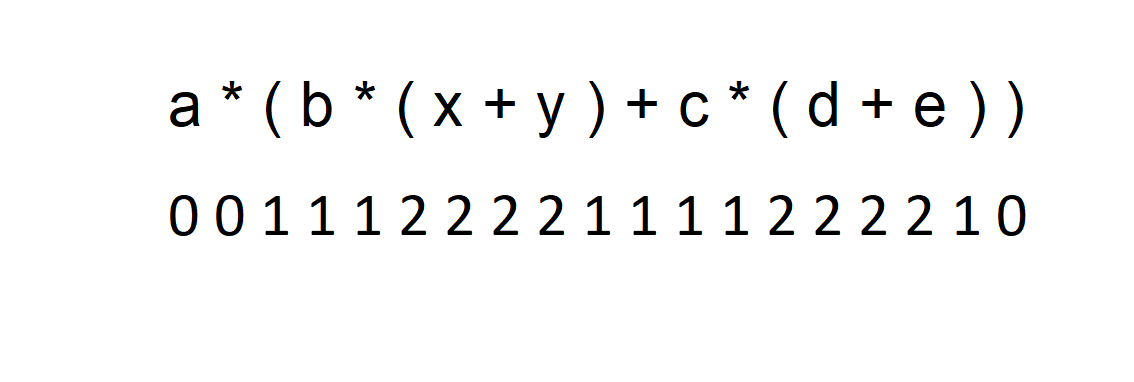 a * ( b * ( x + y ) + c * ( d + e ) )
0 0 1 1 1 2 2 2 2 1 1 1 1 2 2 2 2 1 0